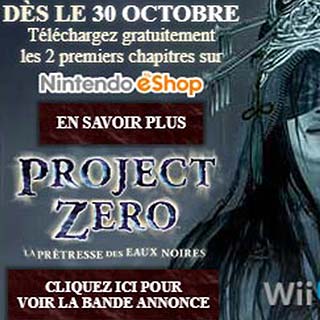 DÈS LE 30 OCTOBRE
Téléchargez gratuitement
les 2 premiers chapitres sur
Nintendo eShop
EN SAVOIR PLUS
PROJECT
ZERO
LA PRÊTRESSE DES EAUX NOIRES
Wii
CLIQUEZ ICI POUR
VOIR LA BANDE ANNONCE